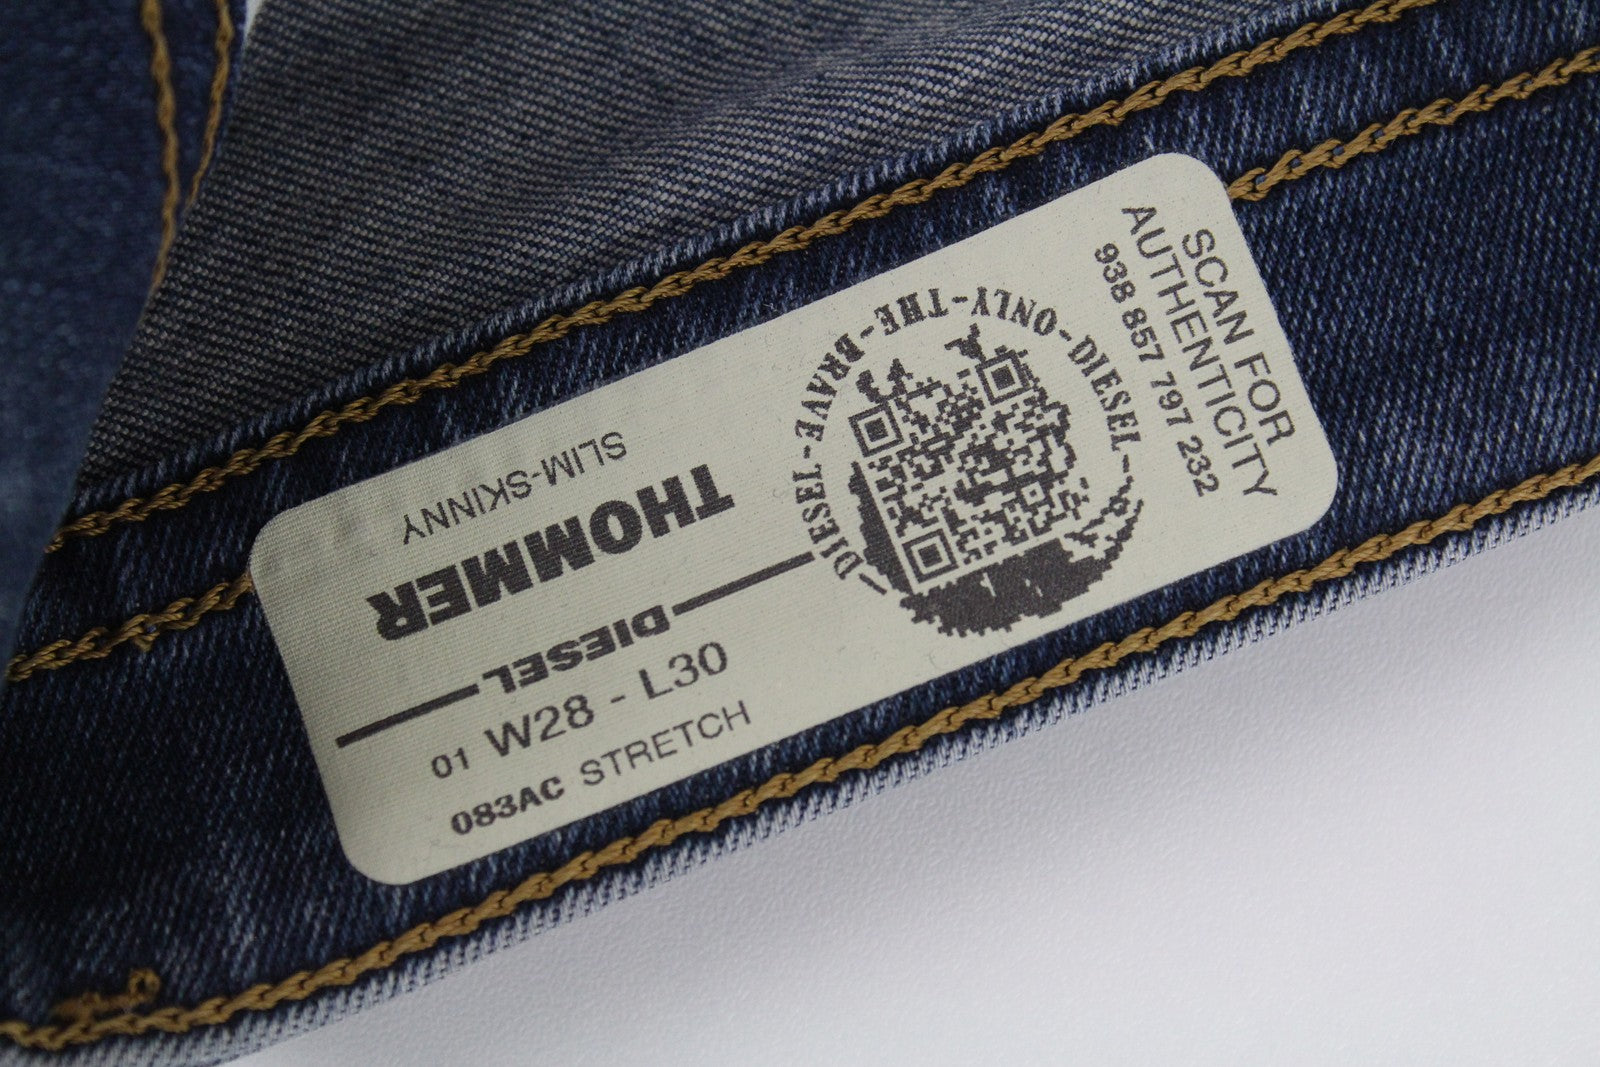 SLIM-SKINNY
THOMMER
DIESEL
01 W28 - L30
083AC STRETCH
DIESEL-BRAVE-THE-ONLY-ONLY-DIESEL-
SCAN FOR
AUTHENTICITY
938 857 797 232